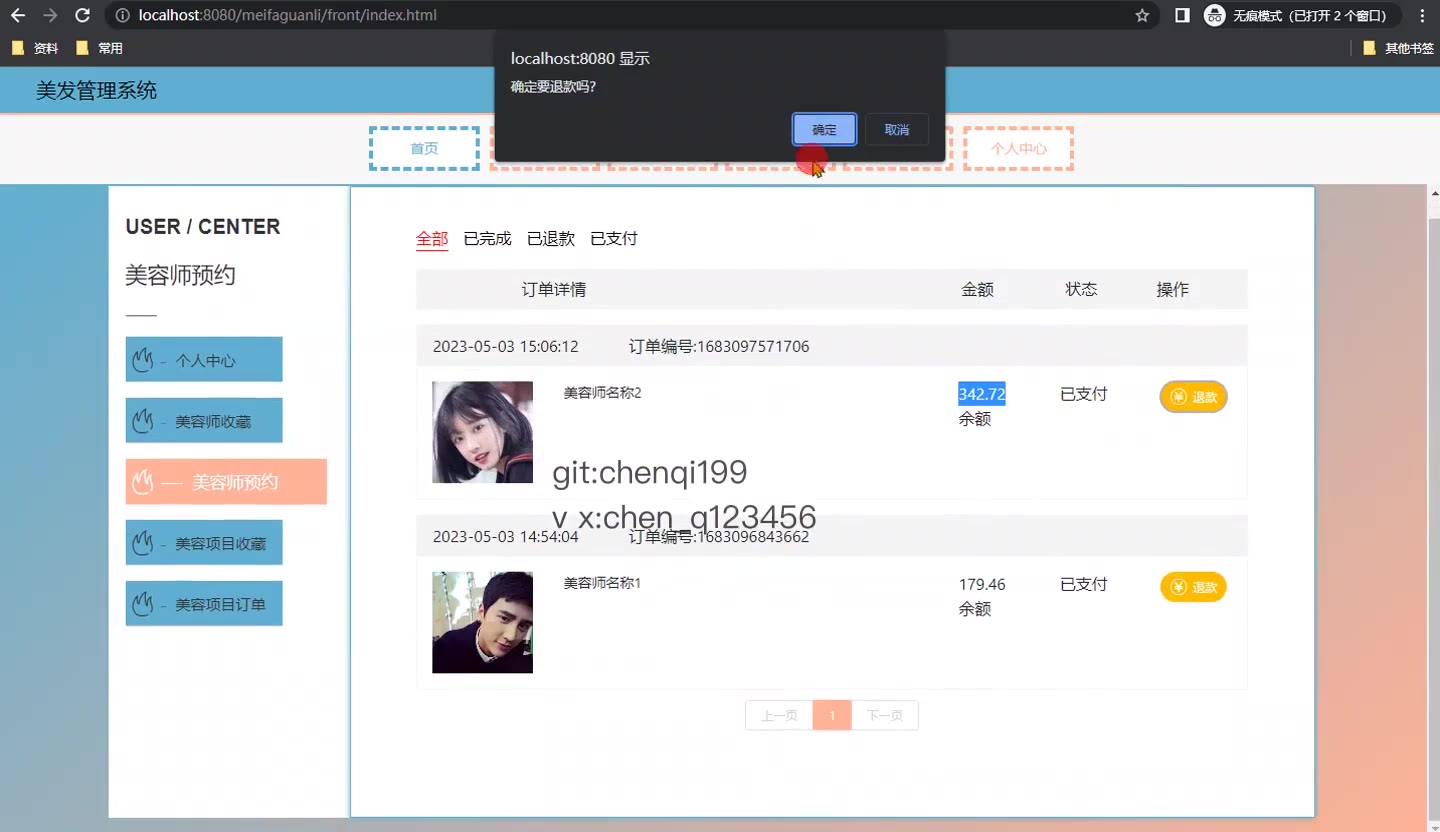 localhost:8080/meifaguanli/front/index.html
无痕模式（已打开 2 个窗口）
资料
常用
其他书签
localhost:8080 显示
确定要退款吗？
确定
取消
美发管理系统
首页
个人中心
USER / CENTER
美容师预约
- 个人中心
- 美容师收藏
美容师预约
- 美容项目收藏
- 美容项目订单
全部 已完成 已退款 已支付
订单详情 金额 状态 操作
2023-05-03 15:06:12 订单编号:1683097571706
美容师名称2 342.72 已支付 ¥ 退款
余额
git:chenqi199
v x:chen_q123456
2023-05-03 14:54:04 订单编号:1683096843662
美容师名称1 179.46 已支付 ¥ 退款
余额
上一页 1 下一页